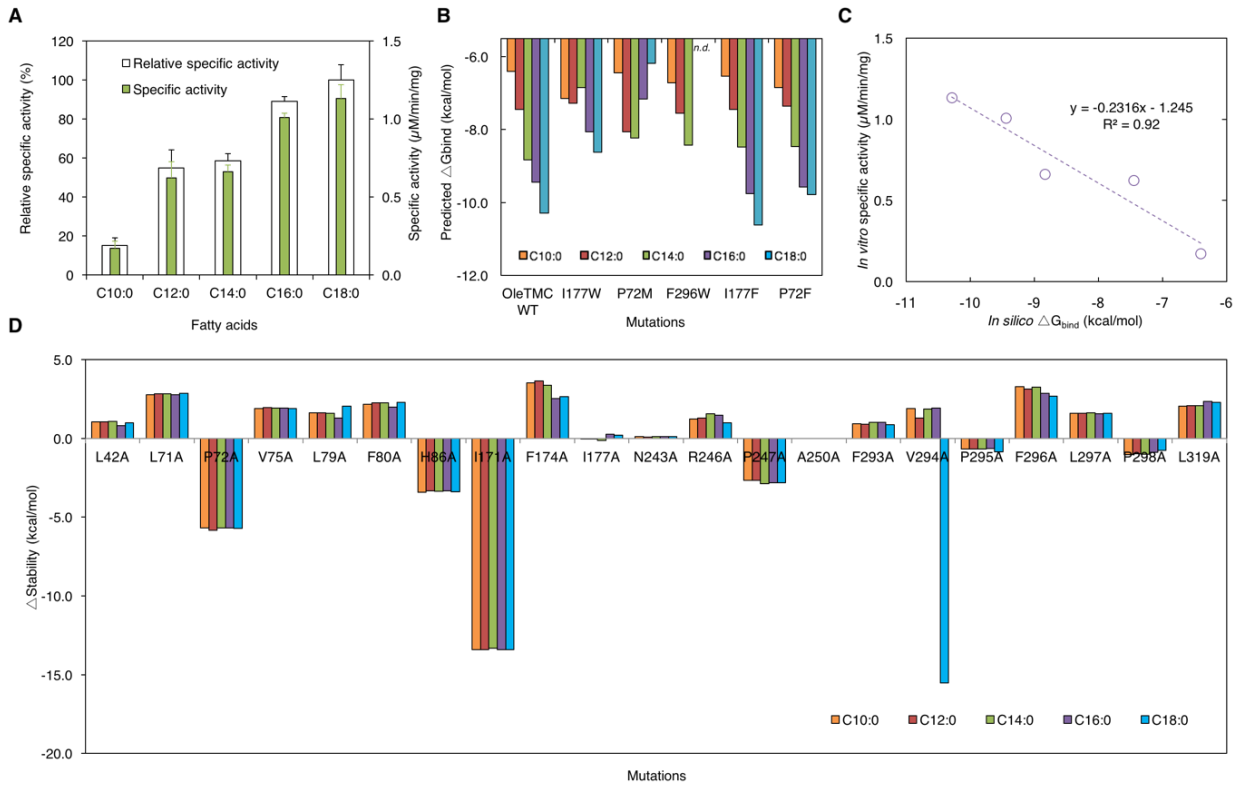 A
120
100
80
60
40
20
0
Relative specific activity (%)
Relative specific activity
Specific activity
1.5
1.0
0.5
0.0
Specific activity (µM/min/mg)
C10:0 C12:0 C14:0 C16:0 C18:0
Fatty acids
B
-6.0
-8.0
-10.0
-12.0
Predicted △Gbind (kcal/mol)
n.d.
C10:0 C12:0 C14:0 C16:0 C18:0
OleTMC I177W P72M F296W I177F P72F
WT
Mutations
C
1.5
1.0
0.5
0.0
In vitro specific activity (µM/min/mg)
y = -0.2316x - 1.245
R² = 0.92
-11 -10 -9 -8 -7 -6
In silico △Gbind (kcal/mol)
D
5.0
0.0
-5.0
-10.0
-15.0
-20.0
△Stability (kcal/mol)
L42A L71A P72A V75A L79A F80A H86A I171A F174A I177A N243A R246A P247A A250A F293A V294A P295A F296A L297A P298A L319A
C10:0 C12:0 C14:0 C16:0 C18:0
Mutations